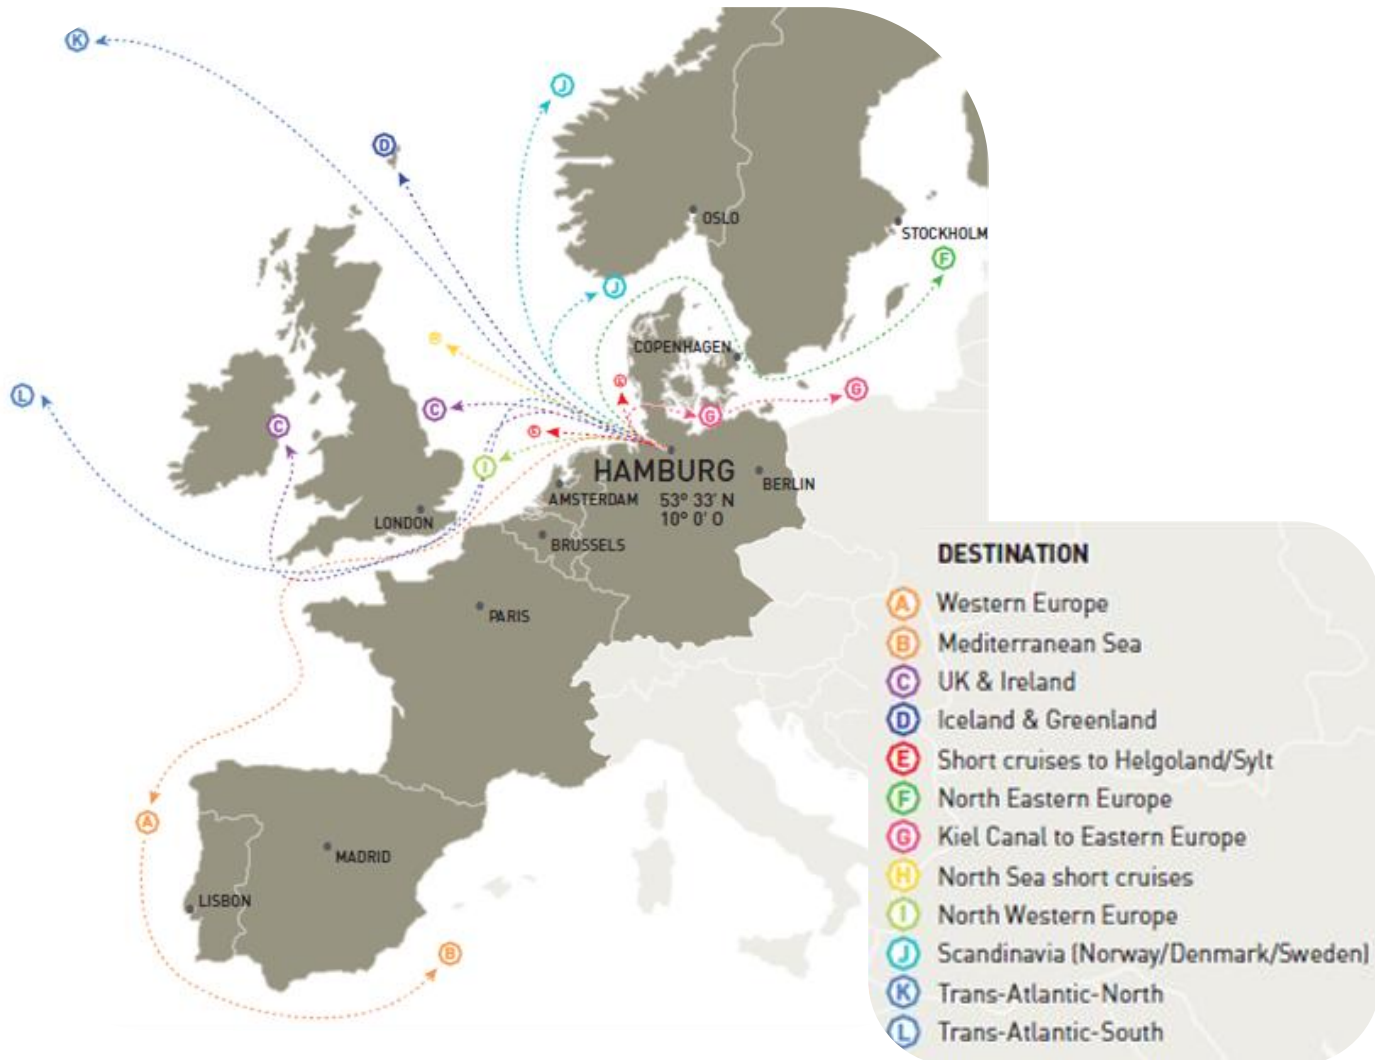 K
J
D
OSLO
STOCKHOLM
F
J
H
COPENHAGEN
E
G
L
C
G
C
E
I
HAMBURG
53° 33' N
10° 0' O
BERLIN
AMSTERDAM
LONDON
BRUSSELS
PARIS
A
MADRID
LISBON
B
DESTINATION
A Western Europe
B Mediterranean Sea
C UK & Ireland
D Iceland & Greenland
E Short cruises to Helgoland/Sylt
F North Eastern Europe
G Kiel Canal to Eastern Europe
H North Sea short cruises
I North Western Europe
J Scandinavia (Norway/Denmark/Sweden)
K Trans-Atlantic-North
L Trans-Atlantic-South